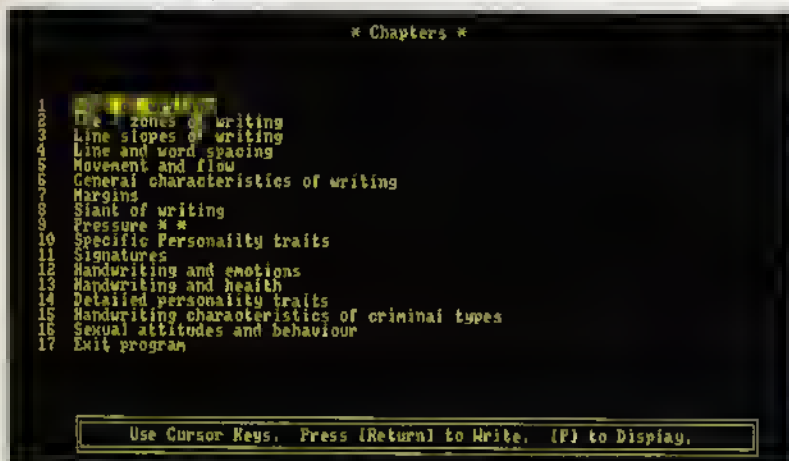 * Chapters *
1
2 zones of writing
3 Line slopes of writing
4 Line and word spacing
5 Movement and flow
6 General characteristics of writing
7 Margins
8 Slant of writing
9 Pressure * *
10 Specific Personality traits
11 Signatures
12 Handwriting and emotions
13 Handwriting and health
14 Detailed personality traits
15 Handwriting characteristics of criminal types
16 Sexual attitudes and behaviour
17 Exit program
Use Cursor Keys. Press [Return] to Write. [P] to Display.